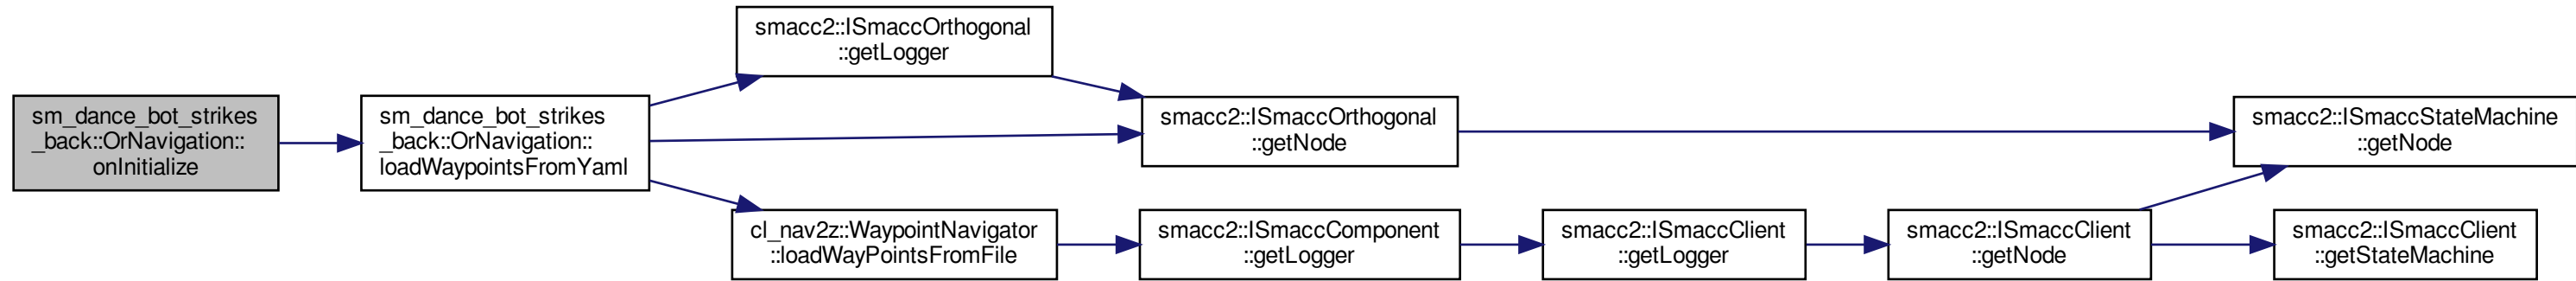 sm_dance_bot_strikes
_back::OrNavigation::
onInitialize
sm_dance_bot_strikes
_back::OrNavigation::
loadWaypointsFromYaml
smacc2::ISmaccOrthogonal
::getLogger
smacc2::ISmaccOrthogonal
::getNode
smacc2::ISmaccStateMachine
::getNode
cl_nav2z::WaypointNavigator
::loadWayPointsFromFile
smacc2::ISmaccComponent
::getLogger
smacc2::ISmaccClient
::getLogger
smacc2::ISmaccClient
::getNode
smacc2::ISmaccClient
::getStateMachine